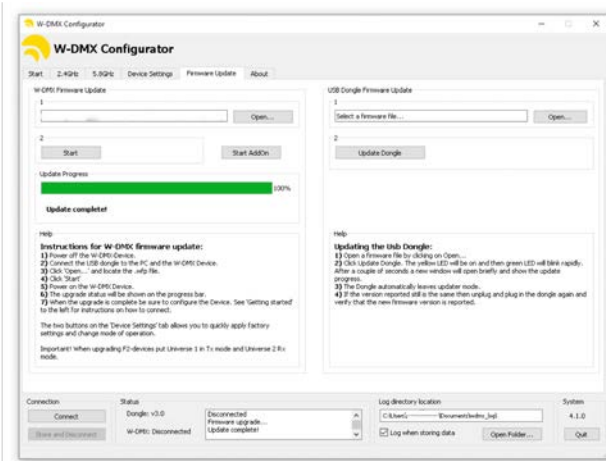 W-DMX Configurator
W-DMX Configurator
Start 2.4GHz 5.8GHz Device Settings Firmware Update About
W-DMX Firmware Update
1
Open...
2
Start
Start AddOn
Update Progress
100%
Update complete!
Help
Instructions for W-DMX firmware update:
1) Power off the W-DMX-Device.
2) Connect the USB dongle to the PC and the W-DMX Device.
3) Click 'Open...' and locate the .wfp file.
4) Click 'Start'
5) Power on the W-DMX Device.
6) The upgrade status will be shown on the progress bar.
7) When the upgrade is complete be sure to configure the Device. See 'Getting started'
to the left for instructions on how to connect.
The two buttons on the 'Device Settings' tab allows you to quickly apply factory
settings and change mode of operation.
Important! When upgrading F2-devices put Universe 1 in Tx mode and Universe 2 Rx
mode.
USB Dongle Firmware Update
1
Select a firmware file...
Open...
2
Update Dongle
Help
Updating the Usb Dongle:
1) Open a firmware file by clicking on Open...
2) Click Update Dongle. The yellow LED will be on and then green LED will blink rapidly.
After a couple of seconds a new window will open briefly and show the update
progress.
3) The Dongle automatically leaves updater mode.
4) If the version reported still is the same then unplug and plug in the dongle again and
verify that the new firmware version is reported.
Connection
Connect
Store and Disconnect
Status
Dongle: v3.0
W-DMX: Disconnected
Disconnected
Firmware upgrade...
Update complete!
Log directory location
C:\Users\ \Documents\wdmx_log\
Log when storing data
Open Folder...
System
4.1.0
Quit